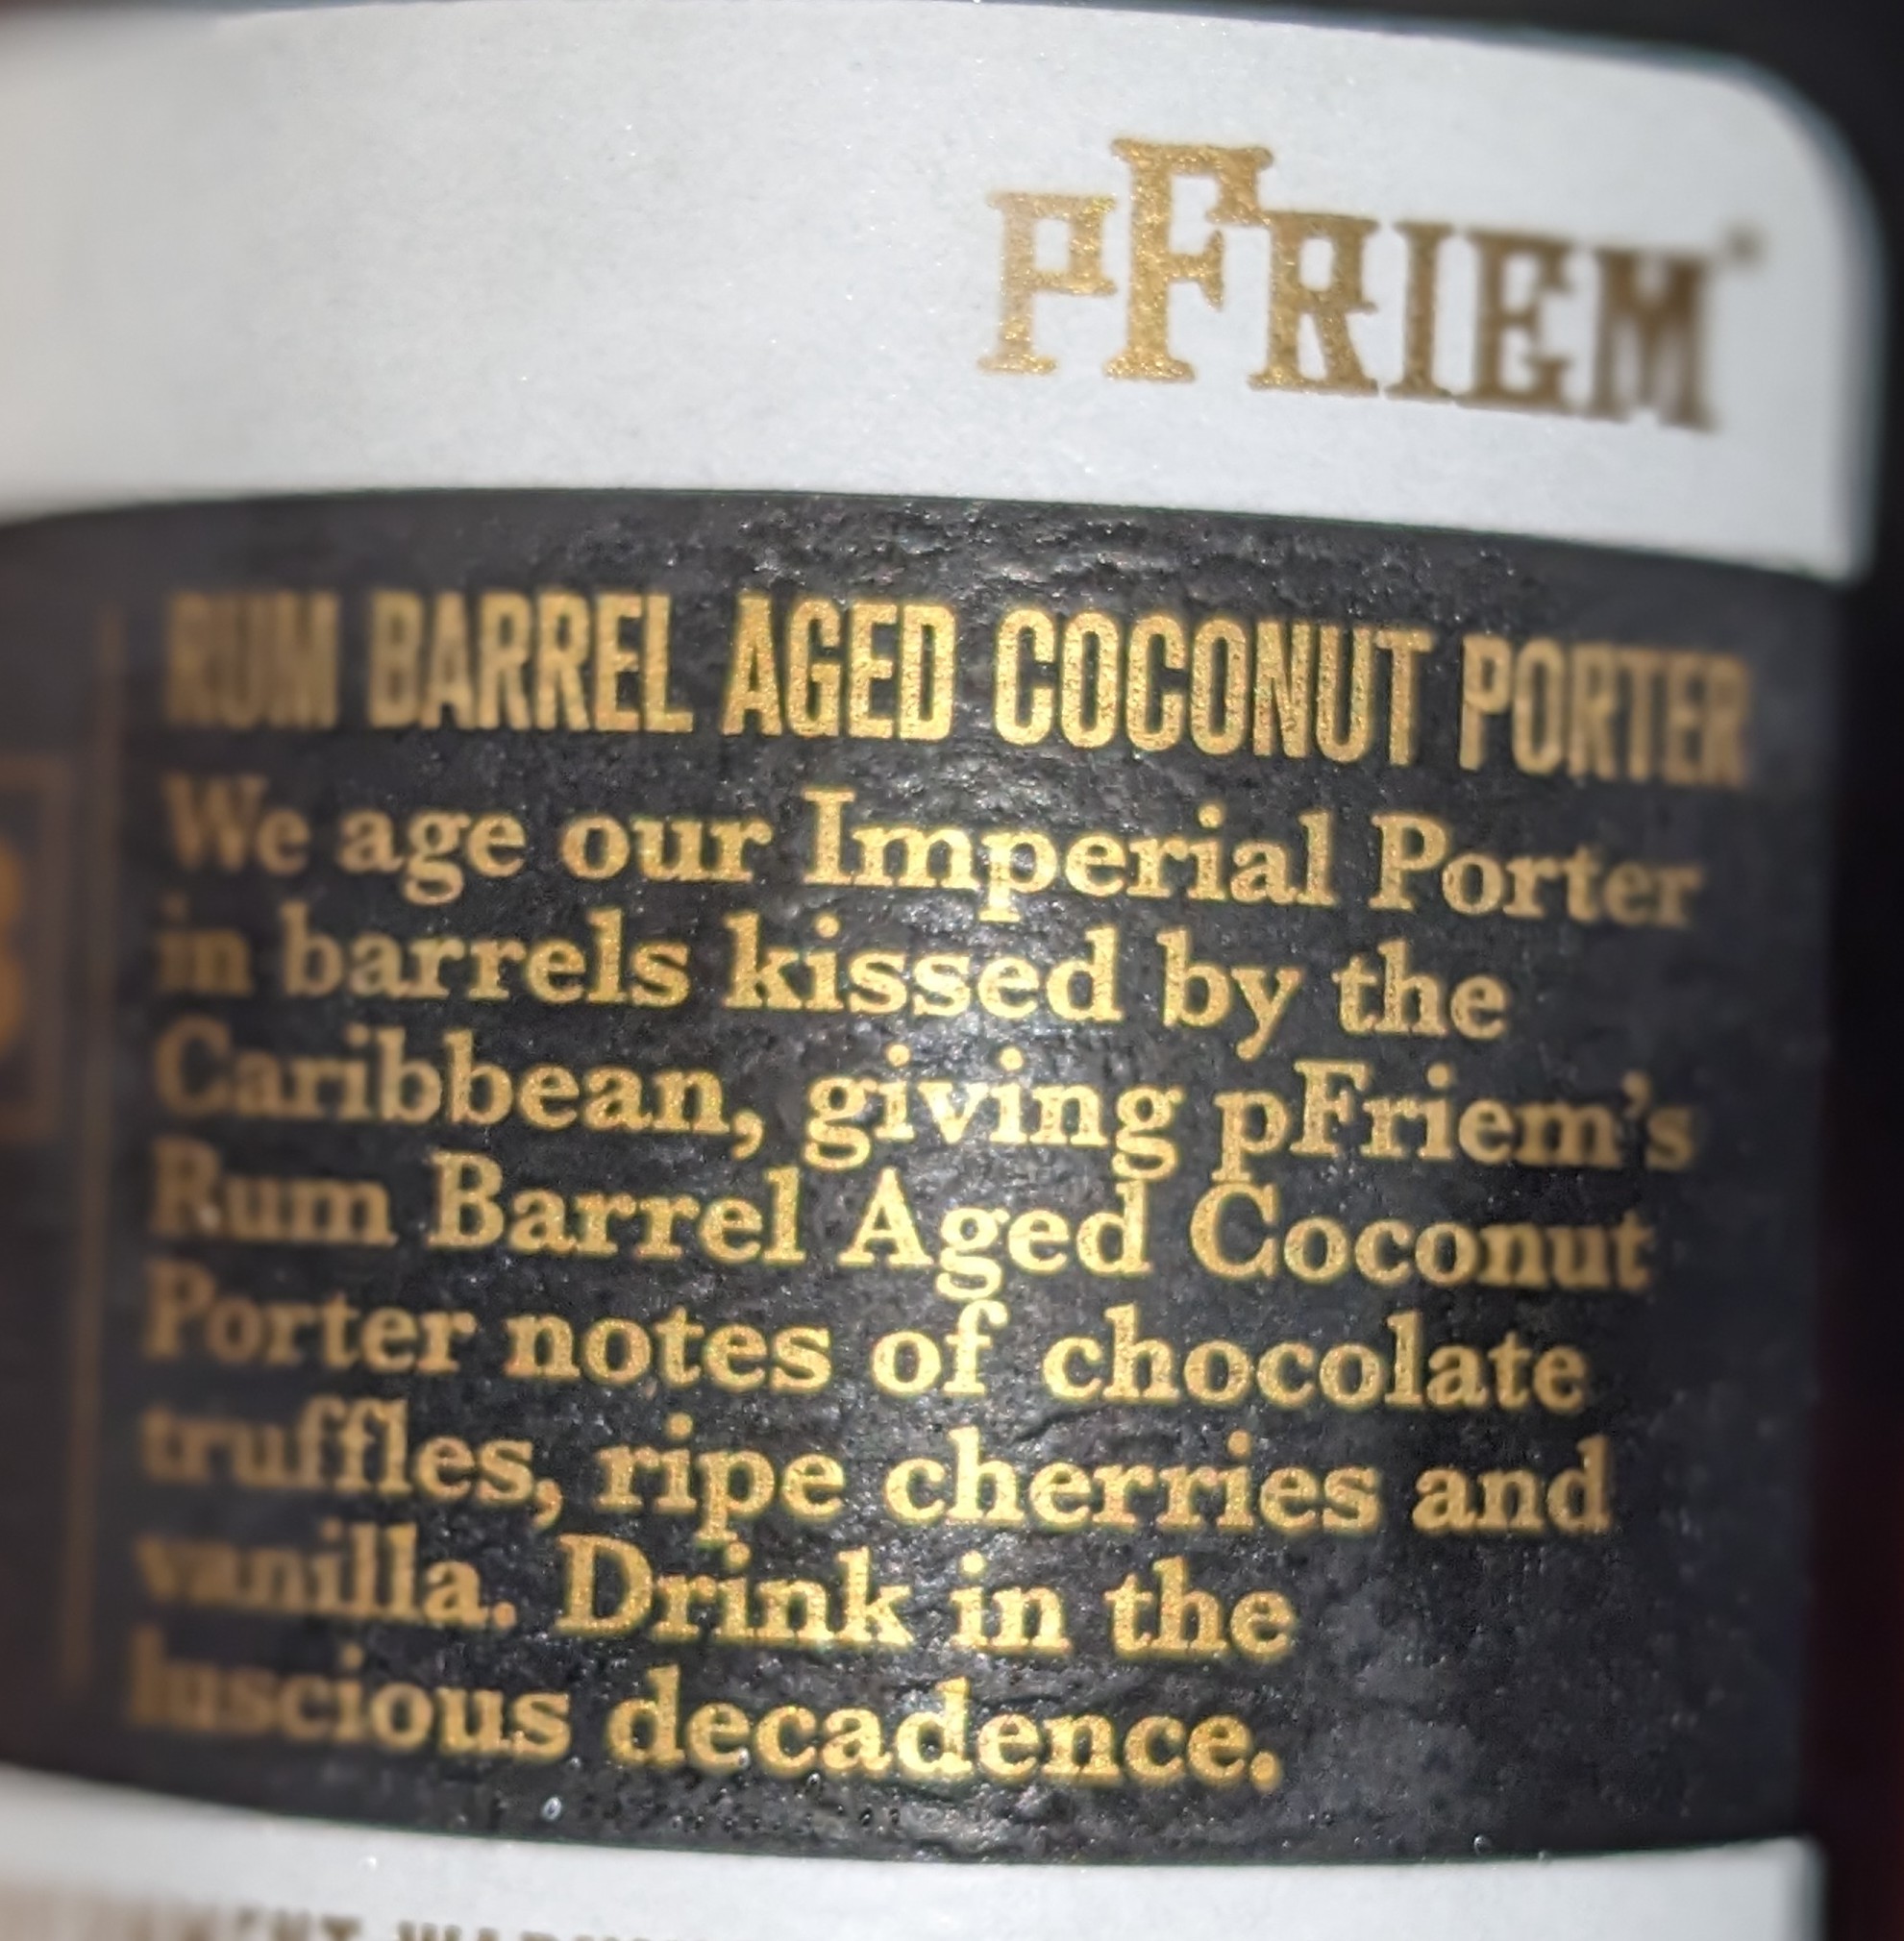 PFRIEM
RUM BARREL AGED COCONUT PORTER
We age our Imperial Porter
in barrels kissed by the
Caribbean, giving pFriem's
Rum Barrel Aged Coconut
Porter notes of chocolate
truffles, ripe cherries and
vanilla. Drink in the
luscious decadence.